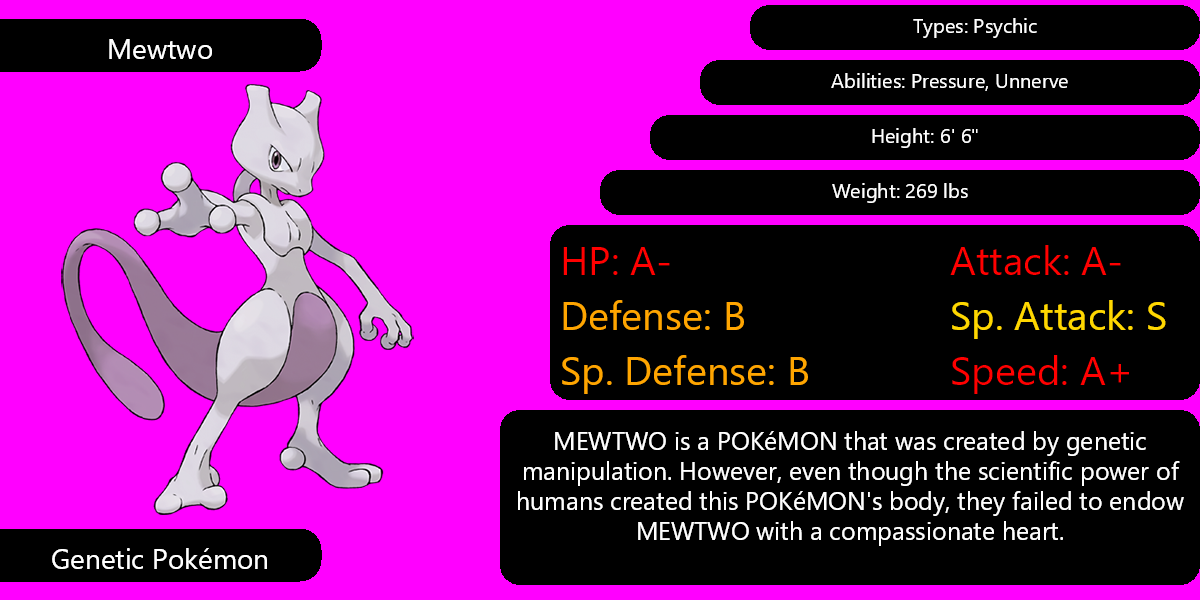 Mewtwo
Types: Psychic
Abilities: Pressure, Unnerve
Height: 6' 6"
Weight: 269 lbs
HP: A-
Attack: A-
Defense: B
Sp. Attack: S
Sp. Defense: B
Speed: A+
MEWTWO is a POKéMON that was created by genetic
manipulation. However, even though the scientific power of
humans created this POKéMON's body, they failed to endow
MEWTWO with a compassionate heart.
Genetic Pokémon